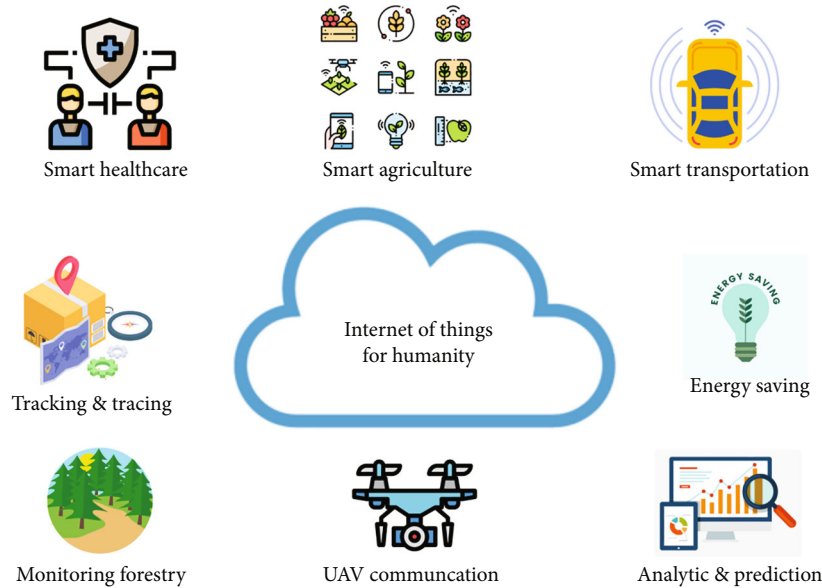 Smart healthcare
Smart agriculture
Smart transportation
Internet of things
for humanity
ENERGY SAVING
Tracking & tracing
Energy saving
Monitoring forestry
UAV communcation
Analytic & prediction